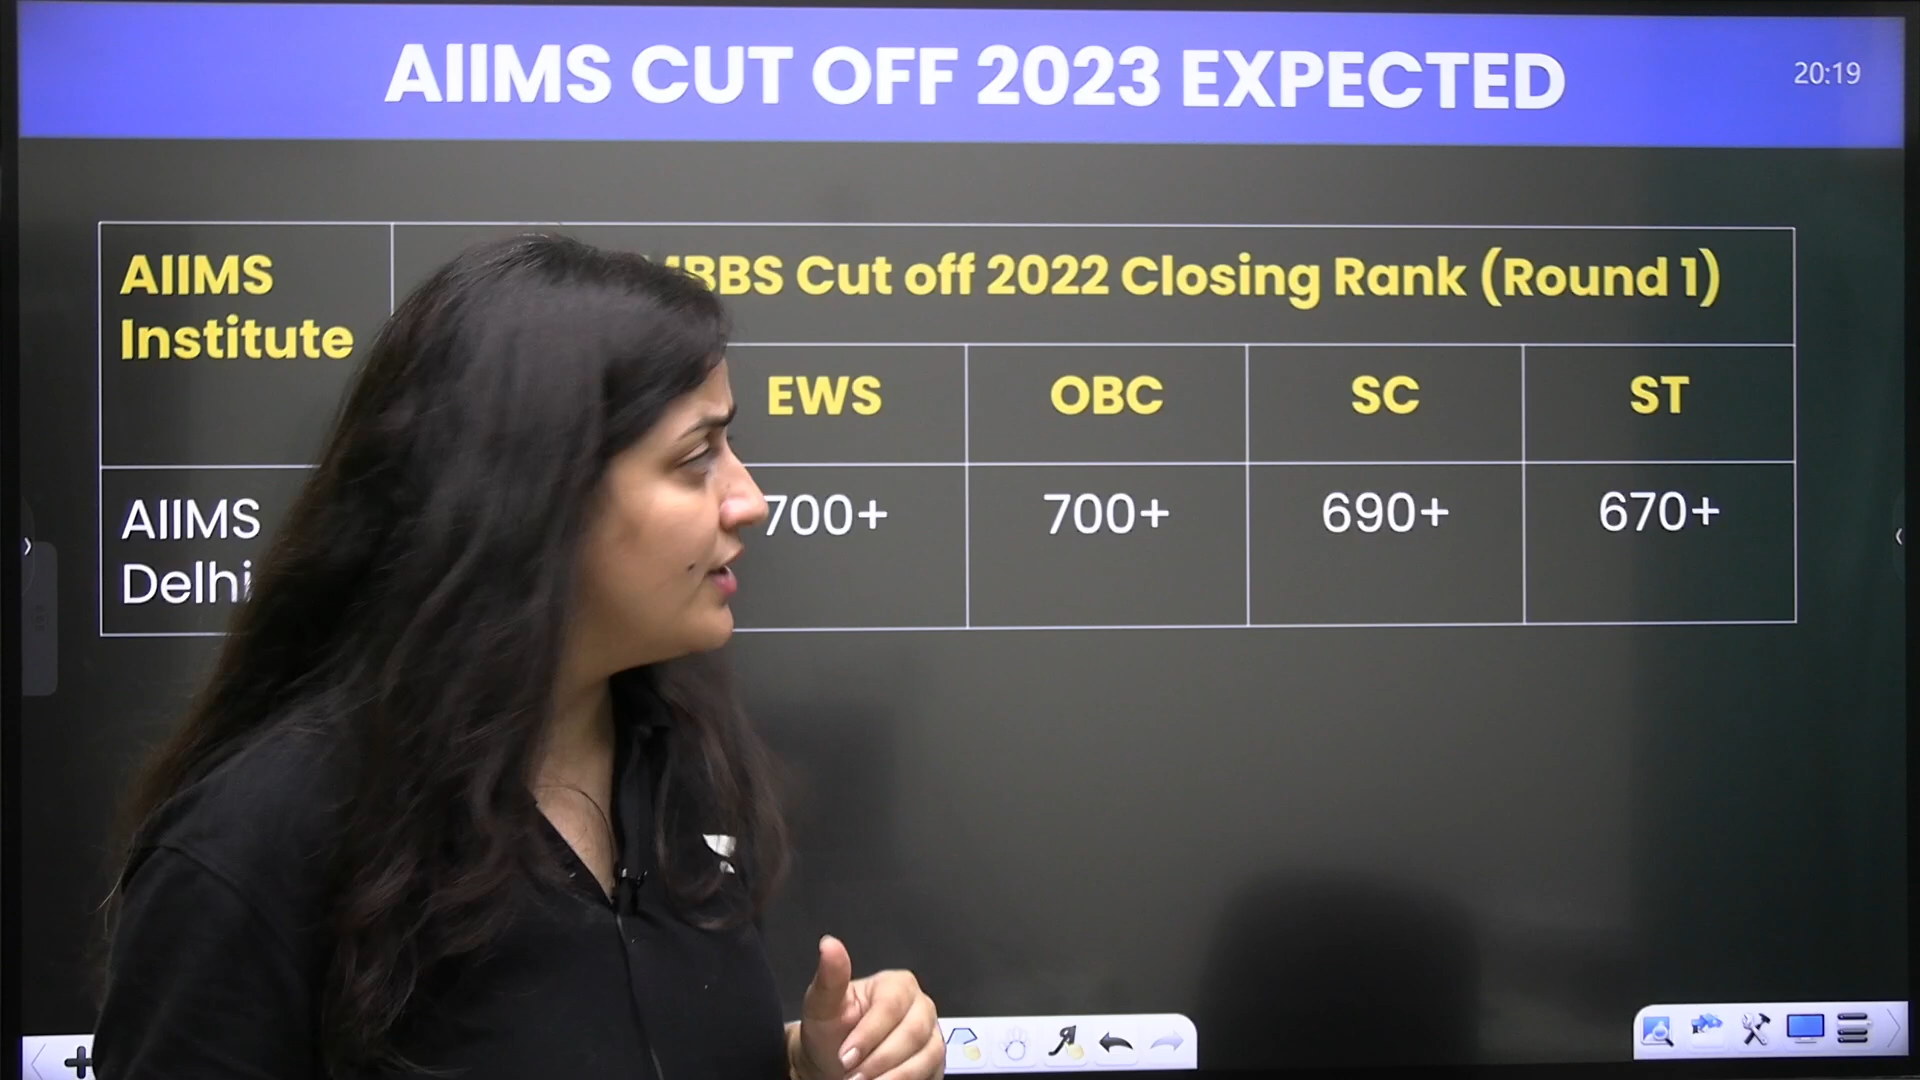 AIIMS CUT OFF 2023 EXPECTED
20:19
AIIMS
Institute
Cut off 2022 Closing Rank (Round 1)
EWS
OBC
SC
ST
AIIMS
Delhi
700+
700+
690+
670+